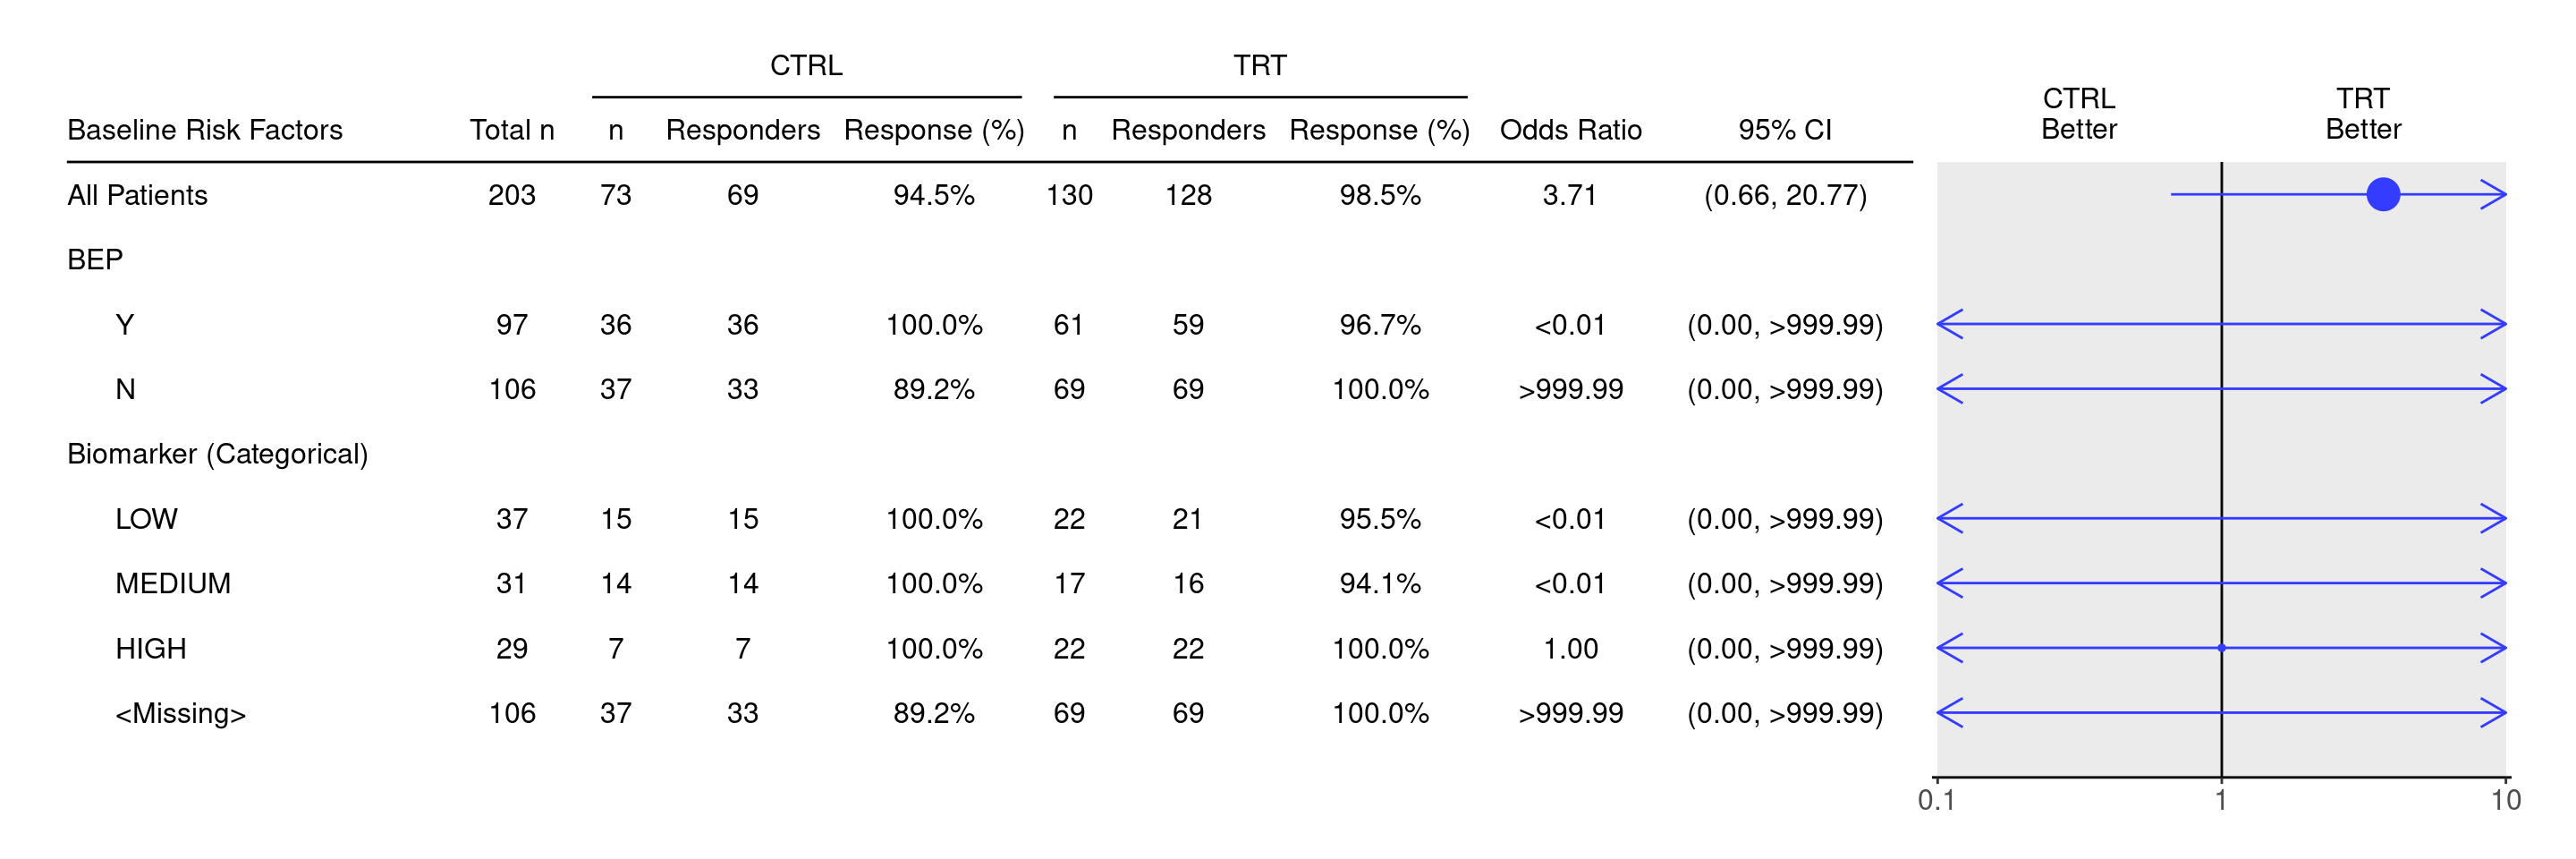 CTRL TRT
CTRL TRT
Better Better
Baseline Risk Factors Total n n Responders Response (%) n Responders Response (%) Odds Ratio 95% CI
All Patients 203 73 69 94.5% 130 128 98.5% 3.71 (0.66, 20.77)
BEP
Y 97 36 36 100.0% 61 59 96.7% <0.01 (0.00, >999.99)
N 106 37 33 89.2% 69 69 100.0% >999.99 (0.00, >999.99)
Biomarker (Categorical)
LOW 37 15 15 100.0% 22 21 95.5% <0.01 (0.00, >999.99)
MEDIUM 31 14 14 100.0% 17 16 94.1% <0.01 (0.00, >999.99)
HIGH 29 7 7 100.0% 22 22 100.0% 1.00 (0.00, >999.99)
<Missing> 106 37 33 89.2% 69 69 100.0% >999.99 (0.00, >999.99)
0.1 1 10